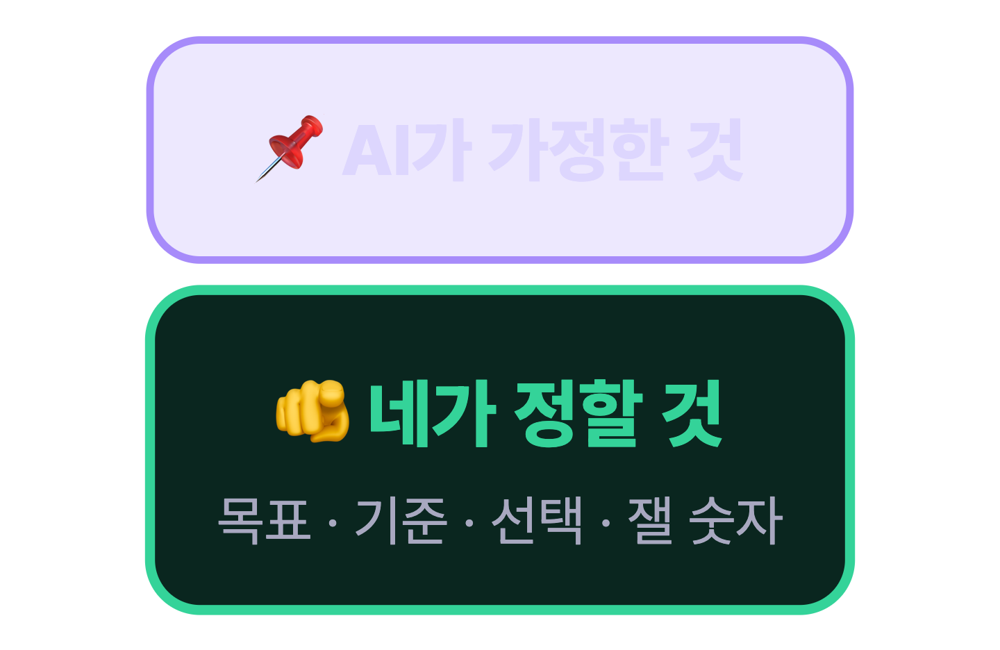 📌 AI가 가정한 것
🫵 네가 정할 것
목표 · 기준 · 선택 · 잴 숫자